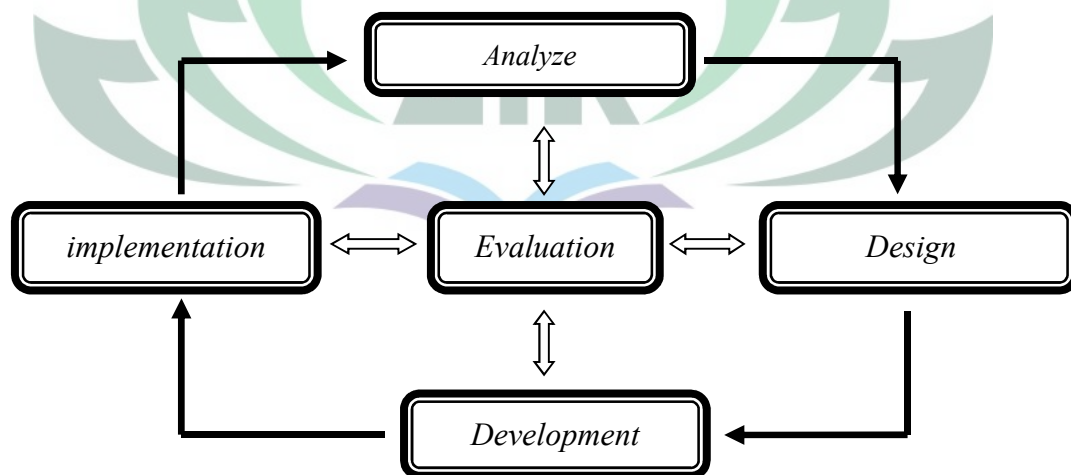 Analyze
implementation
Evaluation
Design
Development